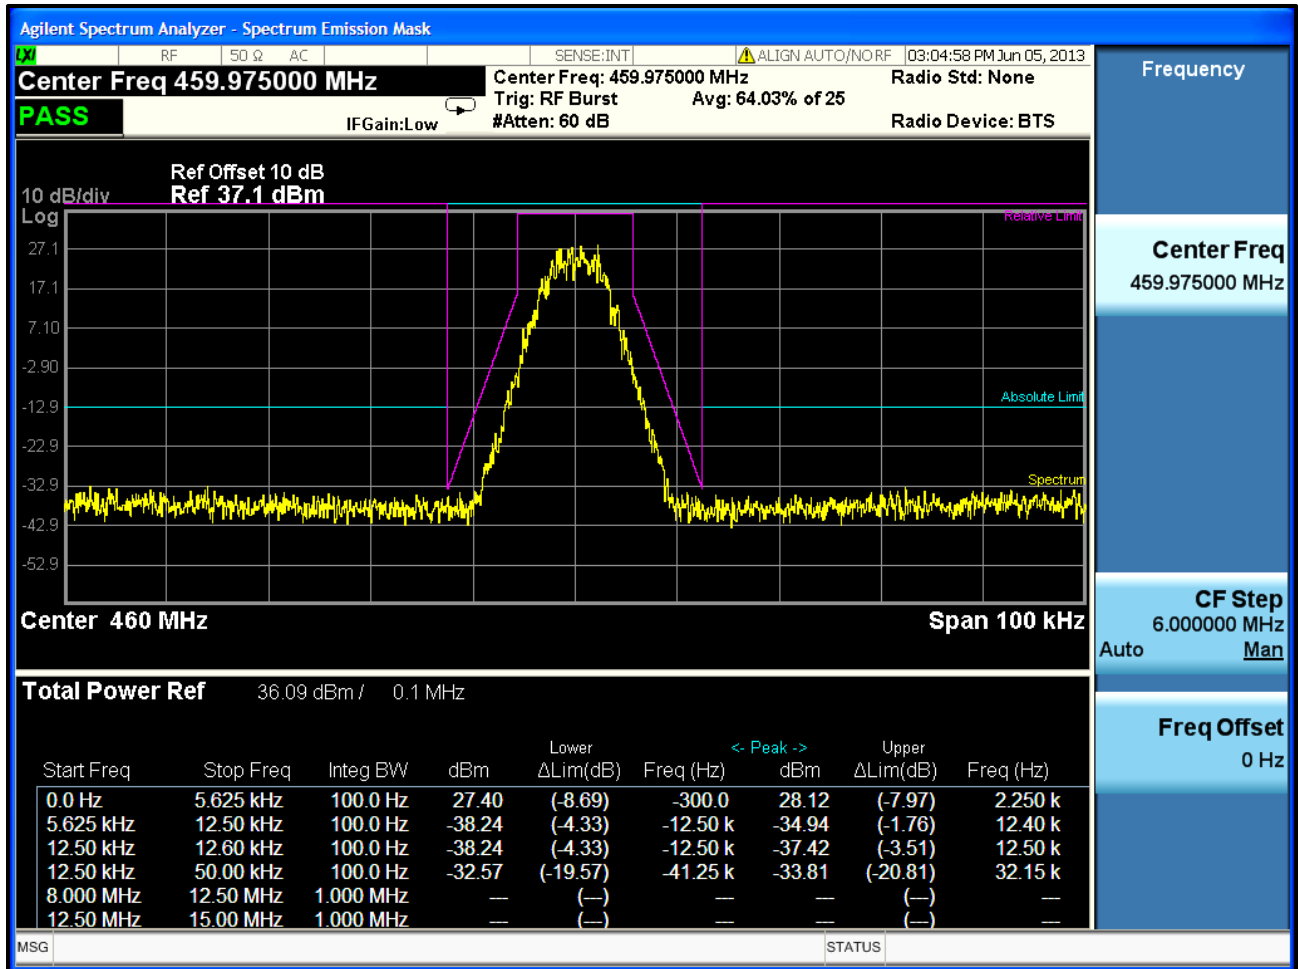 Agilent Spectrum Analyzer - Spectrum Emission Mask
LXI RF 50 Ω AC SENSE:INT ALIGN AUTO/NO RF 03:04:58 PM Jun 05, 2013
Center Freq 459.975000 MHz
Center Freq: 459.975000 MHz Radio Std: None
Trig: RF Burst Avg: 64.03% of 25
PASS
IFGain:Low #Atten: 60 dB Radio Device: BTS
Frequency
Ref Offset 10 dB
10 dB/div Ref 37.1 dBm
Log
Relative Limit
27.1
17.1
7.10
-2.90
-12.9
Absolute Limit
-22.9
-32.9
Spectrum
-42.9
-52.9
Center 460 MHz Span 100 kHz
Center Freq
459.975000 MHz
CF Step
6.000000 MHz
Auto Man
Freq Offset
0 Hz
Total Power Ref 36.09 dBm / 0.1 MHz
Lower <- Peak -> Upper
Start Freq Stop Freq Integ BW dBm ΔLim(dB) Freq (Hz) dBm ΔLim(dB) Freq (Hz)
0.0 Hz 5.625 kHz 100.0 Hz 27.40 (-8.69) -300.0 28.12 (-7.97) 2.250 k
5.625 kHz 12.50 kHz 100.0 Hz -38.24 (-4.33) -12.50 k -34.94 (-1.76) 12.40 k
12.50 kHz 12.60 kHz 100.0 Hz -38.24 (-4.33) -12.50 k -37.42 (-3.51) 12.50 k
12.50 kHz 50.00 kHz 100.0 Hz -32.57 (-19.57) -41.25 k -33.81 (-20.81) 32.15 k
8.000 MHz 12.50 MHz 1.000 MHz --- (---) --- --- (---) ---
12.50 MHz 15.00 MHz 1.000 MHz --- (---) --- --- (---) ---
MSG STATUS